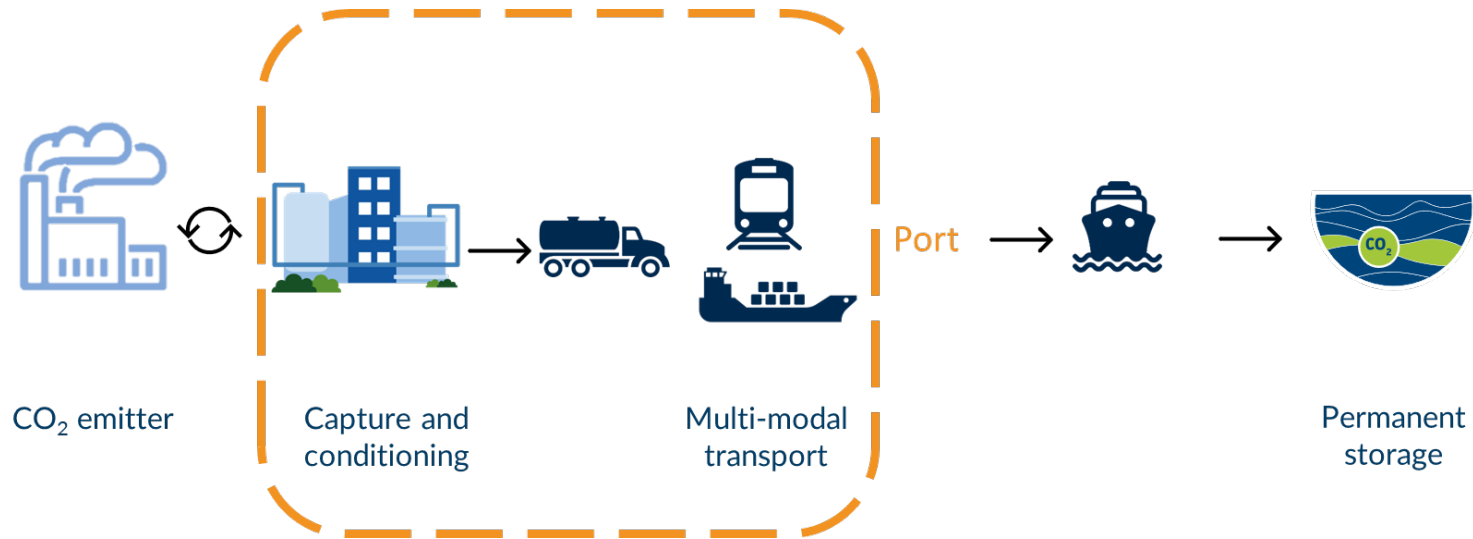 Port
CO₂
CO₂ emitter
Capture and
conditioning
Multi-modal
transport
Permanent
storage